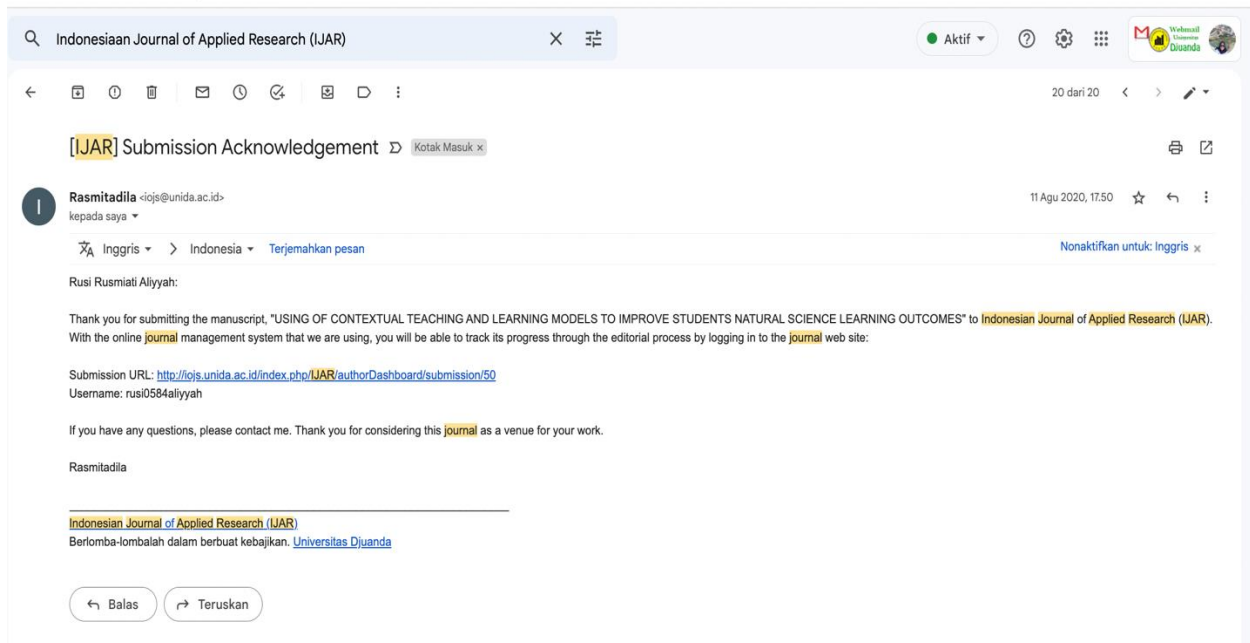 Indonesiaan Journal of Applied Research (IJAR)
Aktif
Webmail
Universitas
Djuanda
20 dari 20
[IJAR] Submission Acknowledgement
Kotak Masuk x
Rasmitadila <iojs@unida.ac.id>
11 Agu 2020, 17.50
kepada saya
Inggris > Indonesia Terjemahkan pesan
Nonaktifkan untuk: Inggris x
Rusi Rusmiati Aliyyah:
Thank you for submitting the manuscript, "USING OF CONTEXTUAL TEACHING AND LEARNING MODELS TO IMPROVE STUDENTS NATURAL SCIENCE LEARNING OUTCOMES" to Indonesian Journal of Applied Research (IJAR).
With the online journal management system that we are using, you will be able to track its progress through the editorial process by logging in to the journal web site:
Submission URL: http://iojs.unida.ac.id/index.php/IJAR/authorDashboard/submission/50
Username: rusi0584aliyyah
If you have any questions, please contact me. Thank you for considering this journal as a venue for your work.
Rasmitadila
Indonesian Journal of Applied Research (IJAR)
Berlomba-lombalah dalam berbuat kebajikan. Universitas Djuanda
Balas
Teruskan